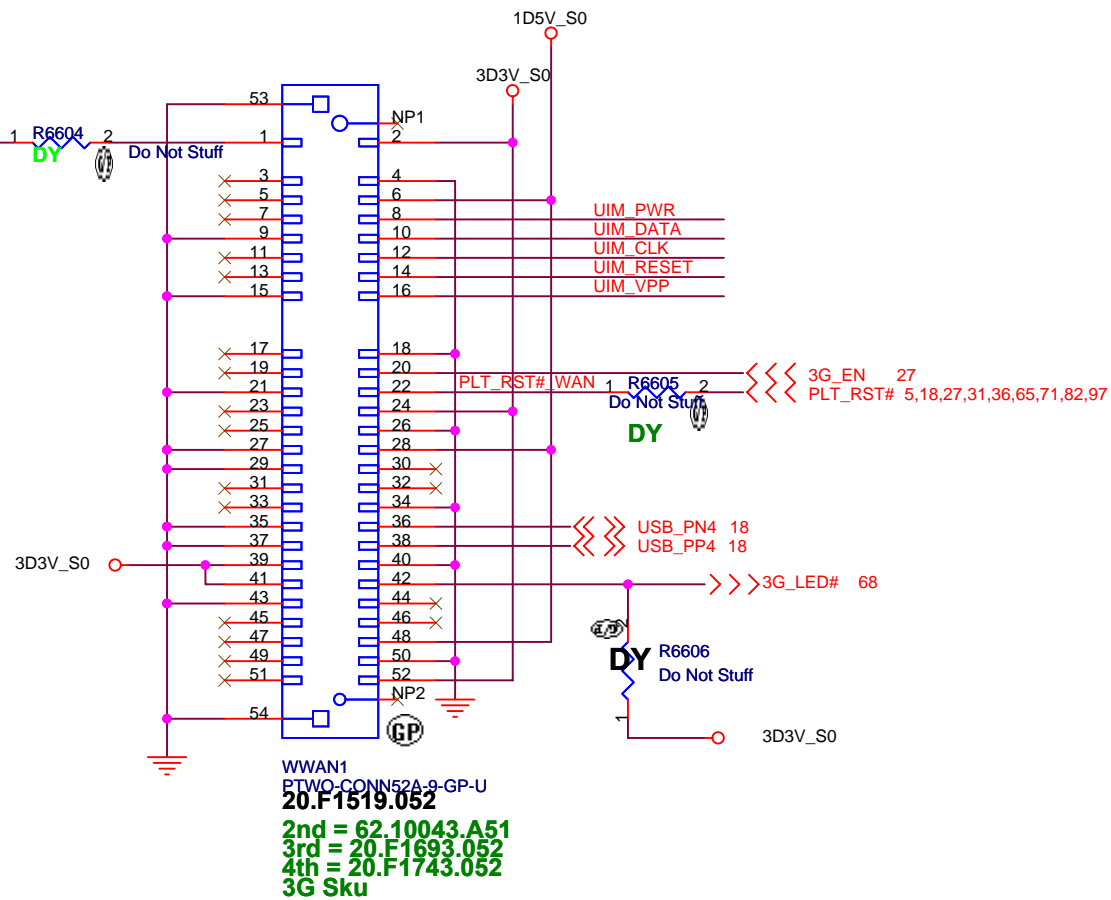 1D5V_S0
3D3V_S0
53
NP1
1 R6604 2
1
2
DY
G/P
Do Not Stuff
3
4
5
6
7
8
UIM_PWR
9
10
UIM_DATA
11
12
UIM_CLK
13
14
UIM_RESET
15
16
UIM_VPP
17
18
19
20
3G_EN 27
21
22
PLT_RST#_WAN
1 R6605 2
PLT_RST# 5,18,27,31,36,65,71,82,97
Do Not Stuff
23
24
DY
25
26
27
28
29
30
31
32
33
34
35
36
USB_PN4 18
37
38
USB_PP4 18
3D3V_S0
39
40
41
42
3G_LED# 68
43
44
45
46
47
48
2
49
50
DY
R6606
51
52
Do Not Stuff
NP2
54
1
GP
3D3V_S0
WWAN1
PTWO-CONN52A-9-GP-U
20.F1519.052
2nd = 62.10043.A51
3rd = 20.F1693.052
4th = 20.F1743.052
3G Sku